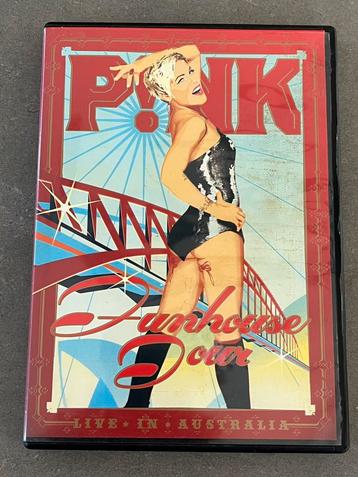 P!NK
Funhouse
Tour
LIVE ★ IN ★ AUSTRALIA